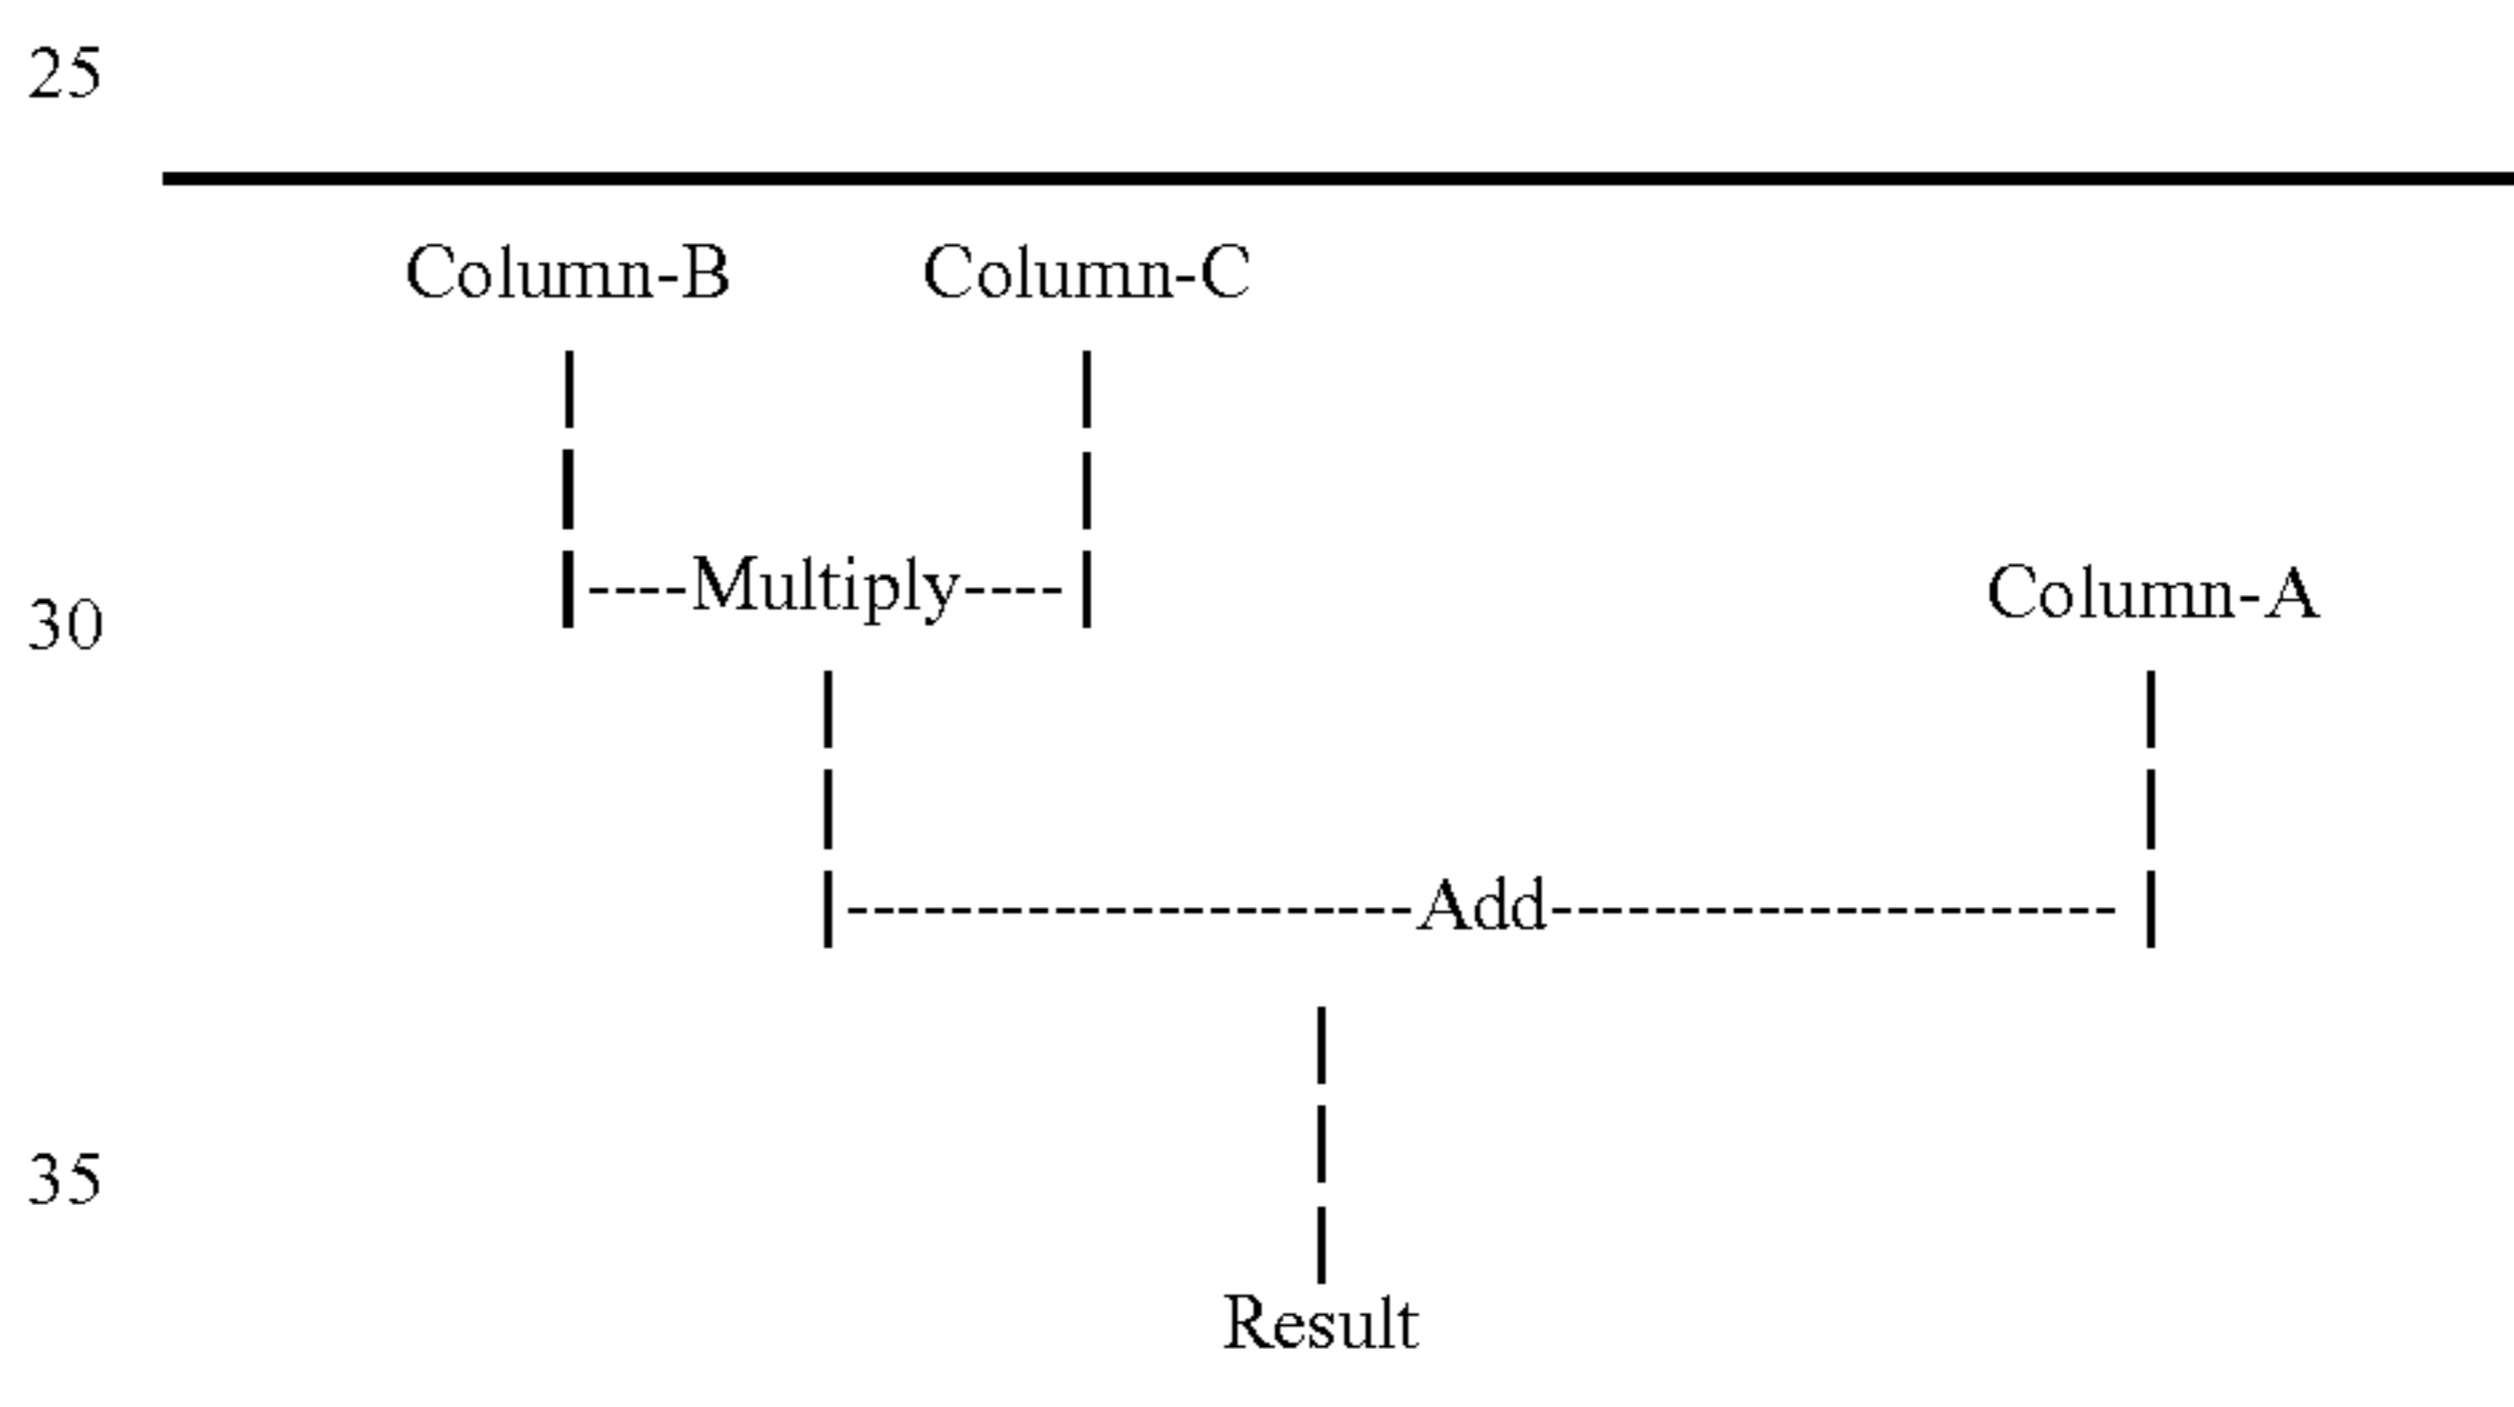 25
Column-B Column-C
|----Multiply----| Column-A
30
|----------------------Add----------------------|
35
Result